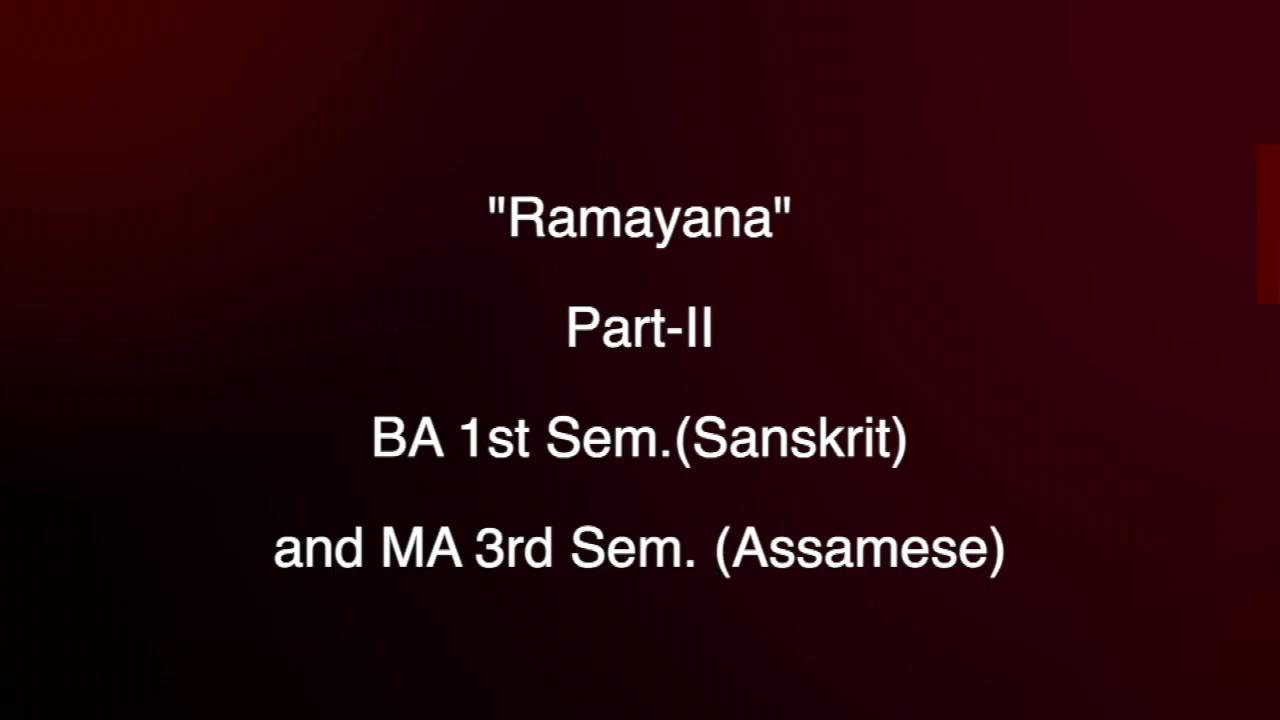 "Ramayana"
Part-II
BA 1st Sem.(Sanskrit)
and MA 3rd Sem. (Assamese)